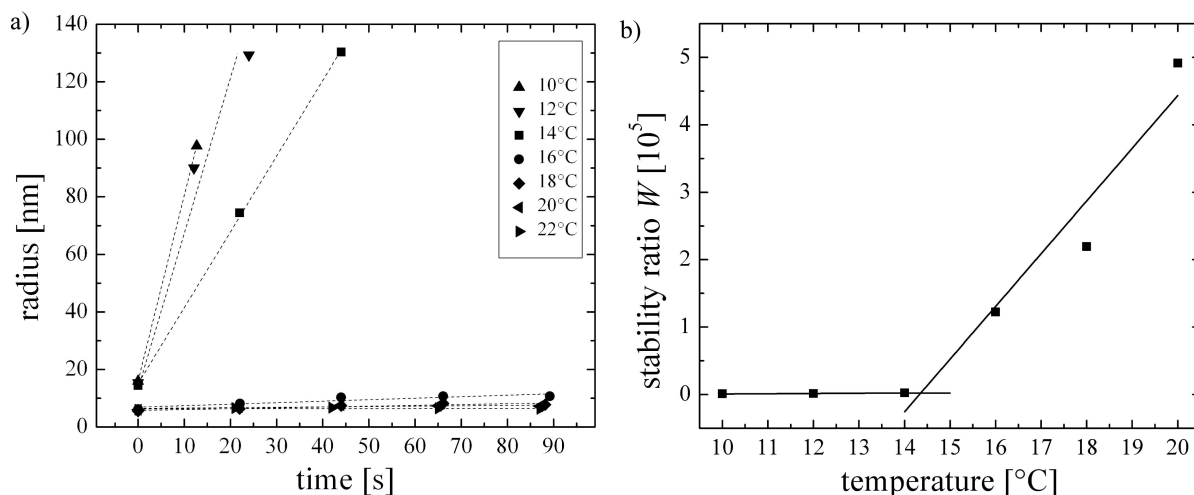 a)
radius [nm]
140
120
100
80
60
40
20
0
0 10 20 30 40 50 60 70 80 90
time [s]
10°C
12°C
14°C
16°C
18°C
20°C
22°C
b)
stability ratio W [10⁵]
5
4
3
2
1
0
10 11 12 13 14 15 16 17 18 19 20
temperature [°C]